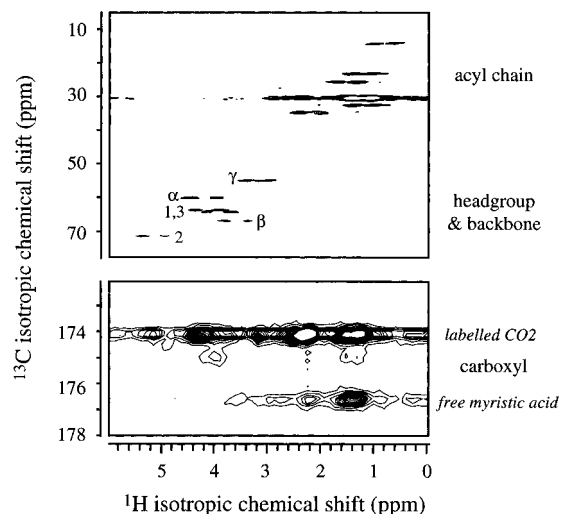 10
30
50
70
174
176
178
13C isotropic chemical shift (ppm)
acyl chain
γ
α
1,3
β
2
headgroup
& backbone
labelled CO2
carboxyl
free myristic acid
5 4 3 2 1 0
1H isotropic chemical shift (ppm)